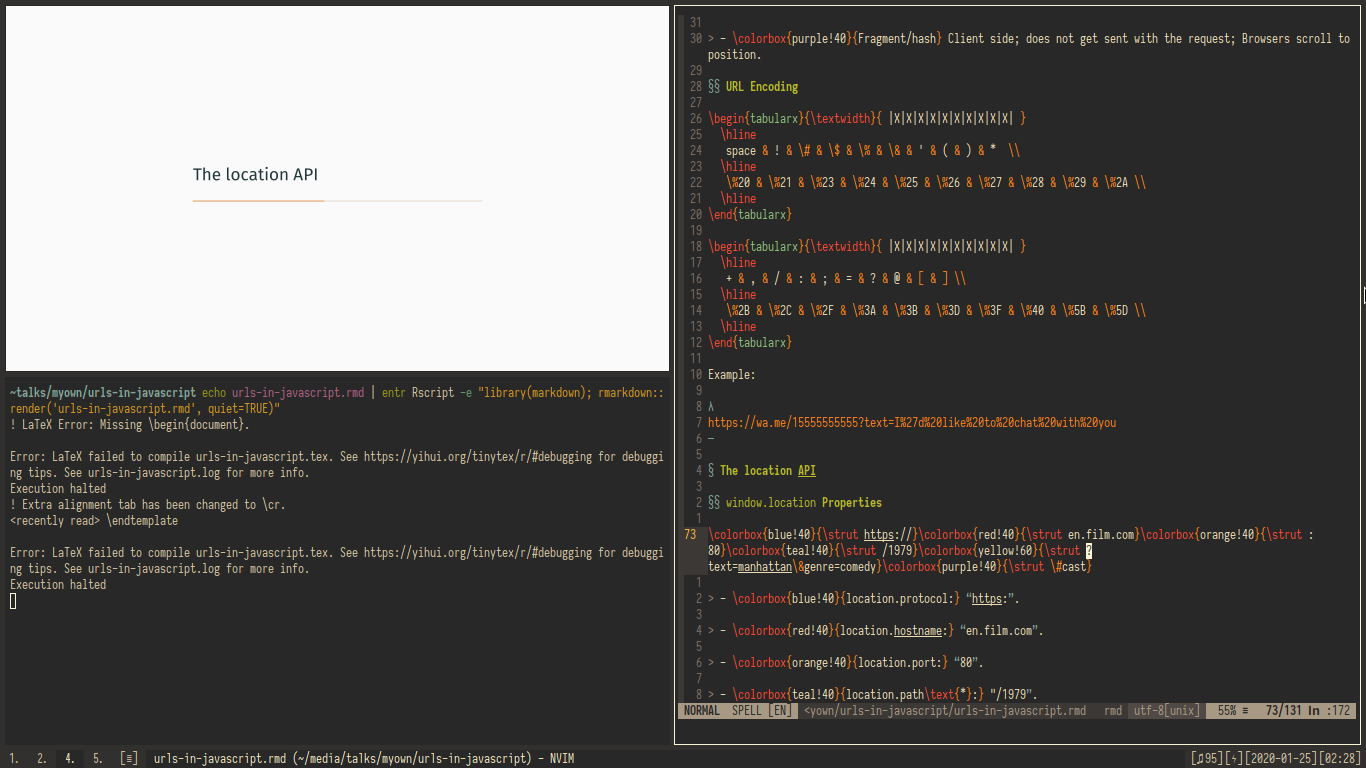 The location API
~talks/myown/urls-in-javascript echo urls-in-javascript.rmd | entr Rscript -e "library(markdown); rmarkdown::
render('urls-in-javascript.rmd', quiet=TRUE)"
! LaTeX Error: Missing \begin{document}.
Error: LaTeX failed to compile urls-in-javascript.tex. See https://yihui.org/tinytex/r/#debugging for debuggi
ng tips. See urls-in-javascript.log for more info.
Execution halted
! Extra alignment tab has been changed to \cr.
<recently read> \endtemplate
Error: LaTeX failed to compile urls-in-javascript.tex. See https://yihui.org/tinytex/r/#debugging for debuggi
ng tips. See urls-in-javascript.log for more info.
Execution halted
31
30 > - \colorbox{purple!40}{Fragment/hash} Client side; does not get sent with the request; Browsers scroll to
position.
29
28 §§ URL Encoding
27
26 \begin{tabularx}{\textwidth}{ |X|X|X|X|X|X|X|X|X|X| }
25 \hline
24 space & ! & \# & \$ & \% & \& & ' & ( & ) & * \\
23 \hline
22 \%20 & \%21 & \%23 & \%24 & \%25 & \%26 & \%27 & \%28 & \%29 & \%2A \\
21 \hline
20 \end{tabularx}
19
18 \begin{tabularx}{\textwidth}{ |X|X|X|X|X|X|X|X|X|X| }
17 \hline
16 + & , & / & : & ; & = & ? & @ & [ & ] \\
15 \hline
14 \%2B & \%2C & \%2F & \%3A & \%3B & \%3D & \%3F & \%40 & \%5B & \%5D \\
13 \hline
12 \end{tabularx}
11
10 Example:
9
8 λ
7 https://wa.me/15555555555?text=I%27d%20like%20to%20chat%20with%20you
6 —
5
4 § The location API
3
2 §§ window.location Properties
1
73 \colorbox{blue!40}{\strut https://}\colorbox{red!40}{\strut en.film.com}\colorbox{orange!40}{\strut :
80}\colorbox{teal!40}{\strut /1979}\colorbox{yellow!60}{\strut ?
text=manhattan\&genre=comedy}\colorbox{purple!40}{\strut \#cast}
1
2 > - \colorbox{blue!40}{location.protocol:} “https:”.
3
4 > - \colorbox{red!40}{location.hostname:} “en.film.com”.
5
6 > - \colorbox{orange!40}{location.port:} “80”.
7
8 > - \colorbox{teal!40}{location.path\text{*}:} "/1979”.
NORMAL SPELL [EN] <yown/urls-in-javascript/urls-in-javascript.rmd rmd utf-8[unix] 55% ≡ 73/131 ln :172
1. 2. 4. 5. [≡] urls-in-javascript.rmd (~/media/talks/myown/urls-in-javascript) - NVIM [♫95][ϟ][2020-01-25][02:28]